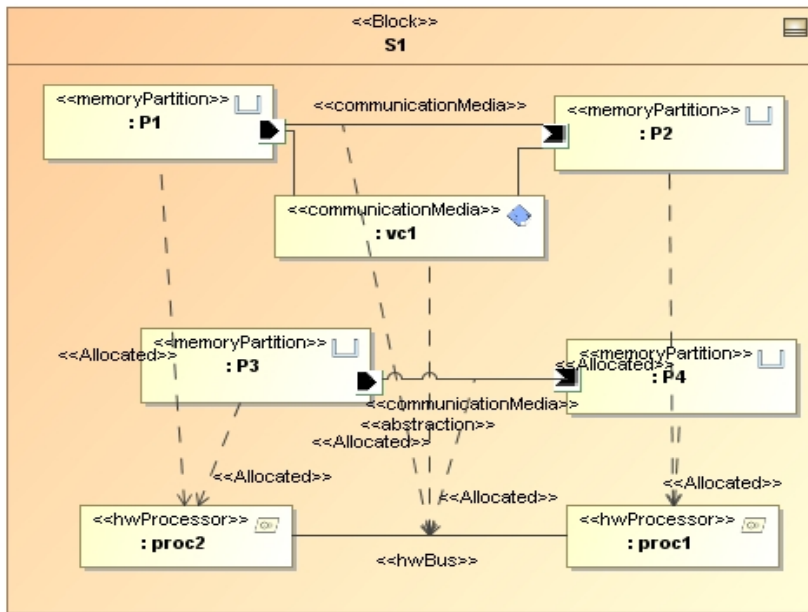 <<Block>>
S1
<<memoryPartition>>
: P1
<<communicationMedia>>
<<memoryPartition>>
: P2
<<communicationMedia>>
: vc1
<<memoryPartition>>
: P3
<<Allocated>>
<<memoryPartition>>
: P4
<<Allocated>>
<<communicationMedia>>
<<abstraction>>
<<Allocated>>
<<Allocated>>
<<Allocated>>
<<Allocated>>
<<hwProcessor>>
: proc2
<<hwBus>>
<<hwProcessor>>
: proc1